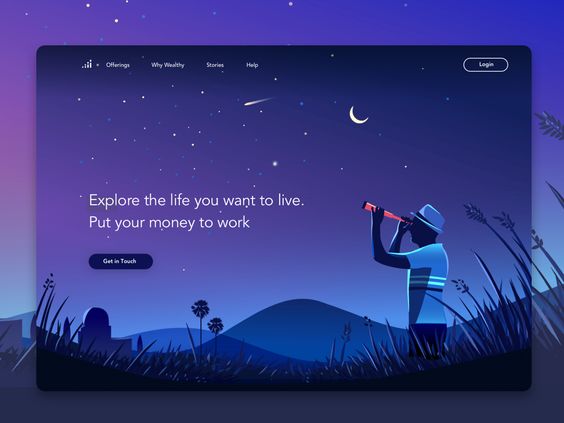 Offerings
Why Wealthy
Stories
Help
Login
Explore the life you want to live.
Put your money to work
Get in Touch